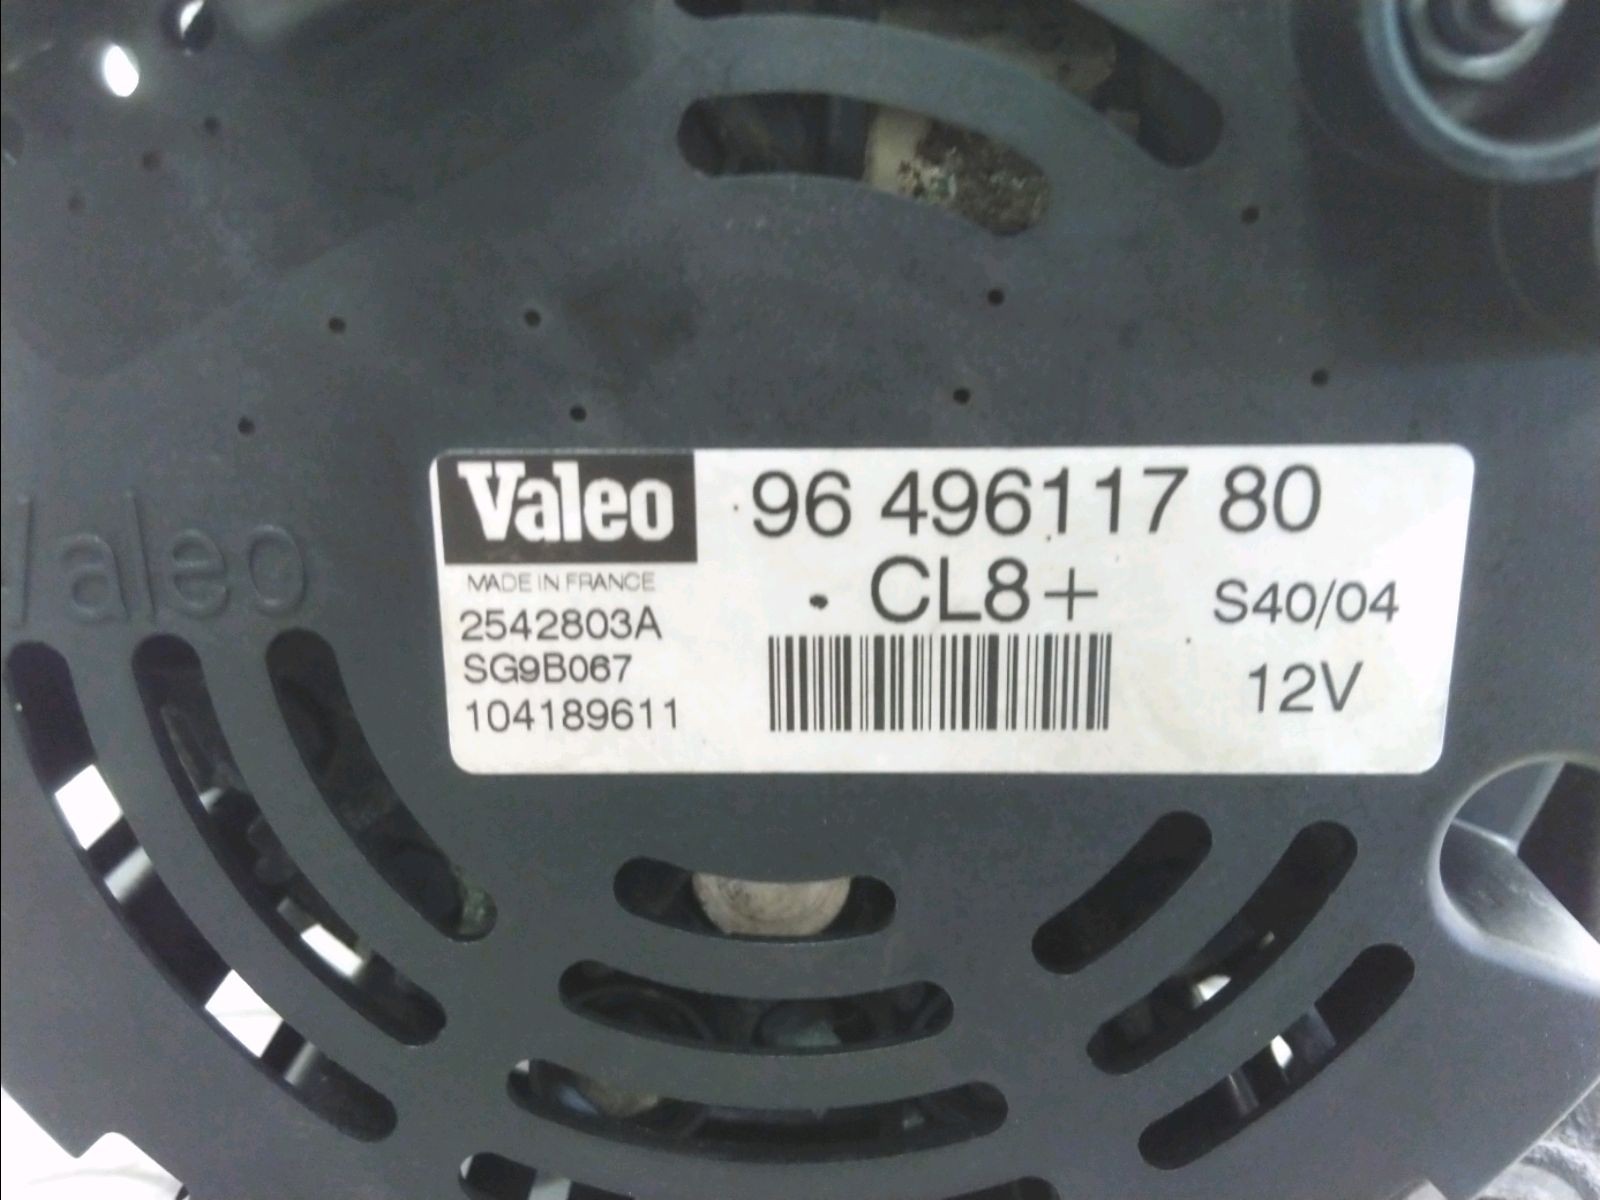 Valeo
96 496117 80
MADE IN FRANCE
CL8+
S40/04
2542803A
SG9B067
104189611
12V
Valeo